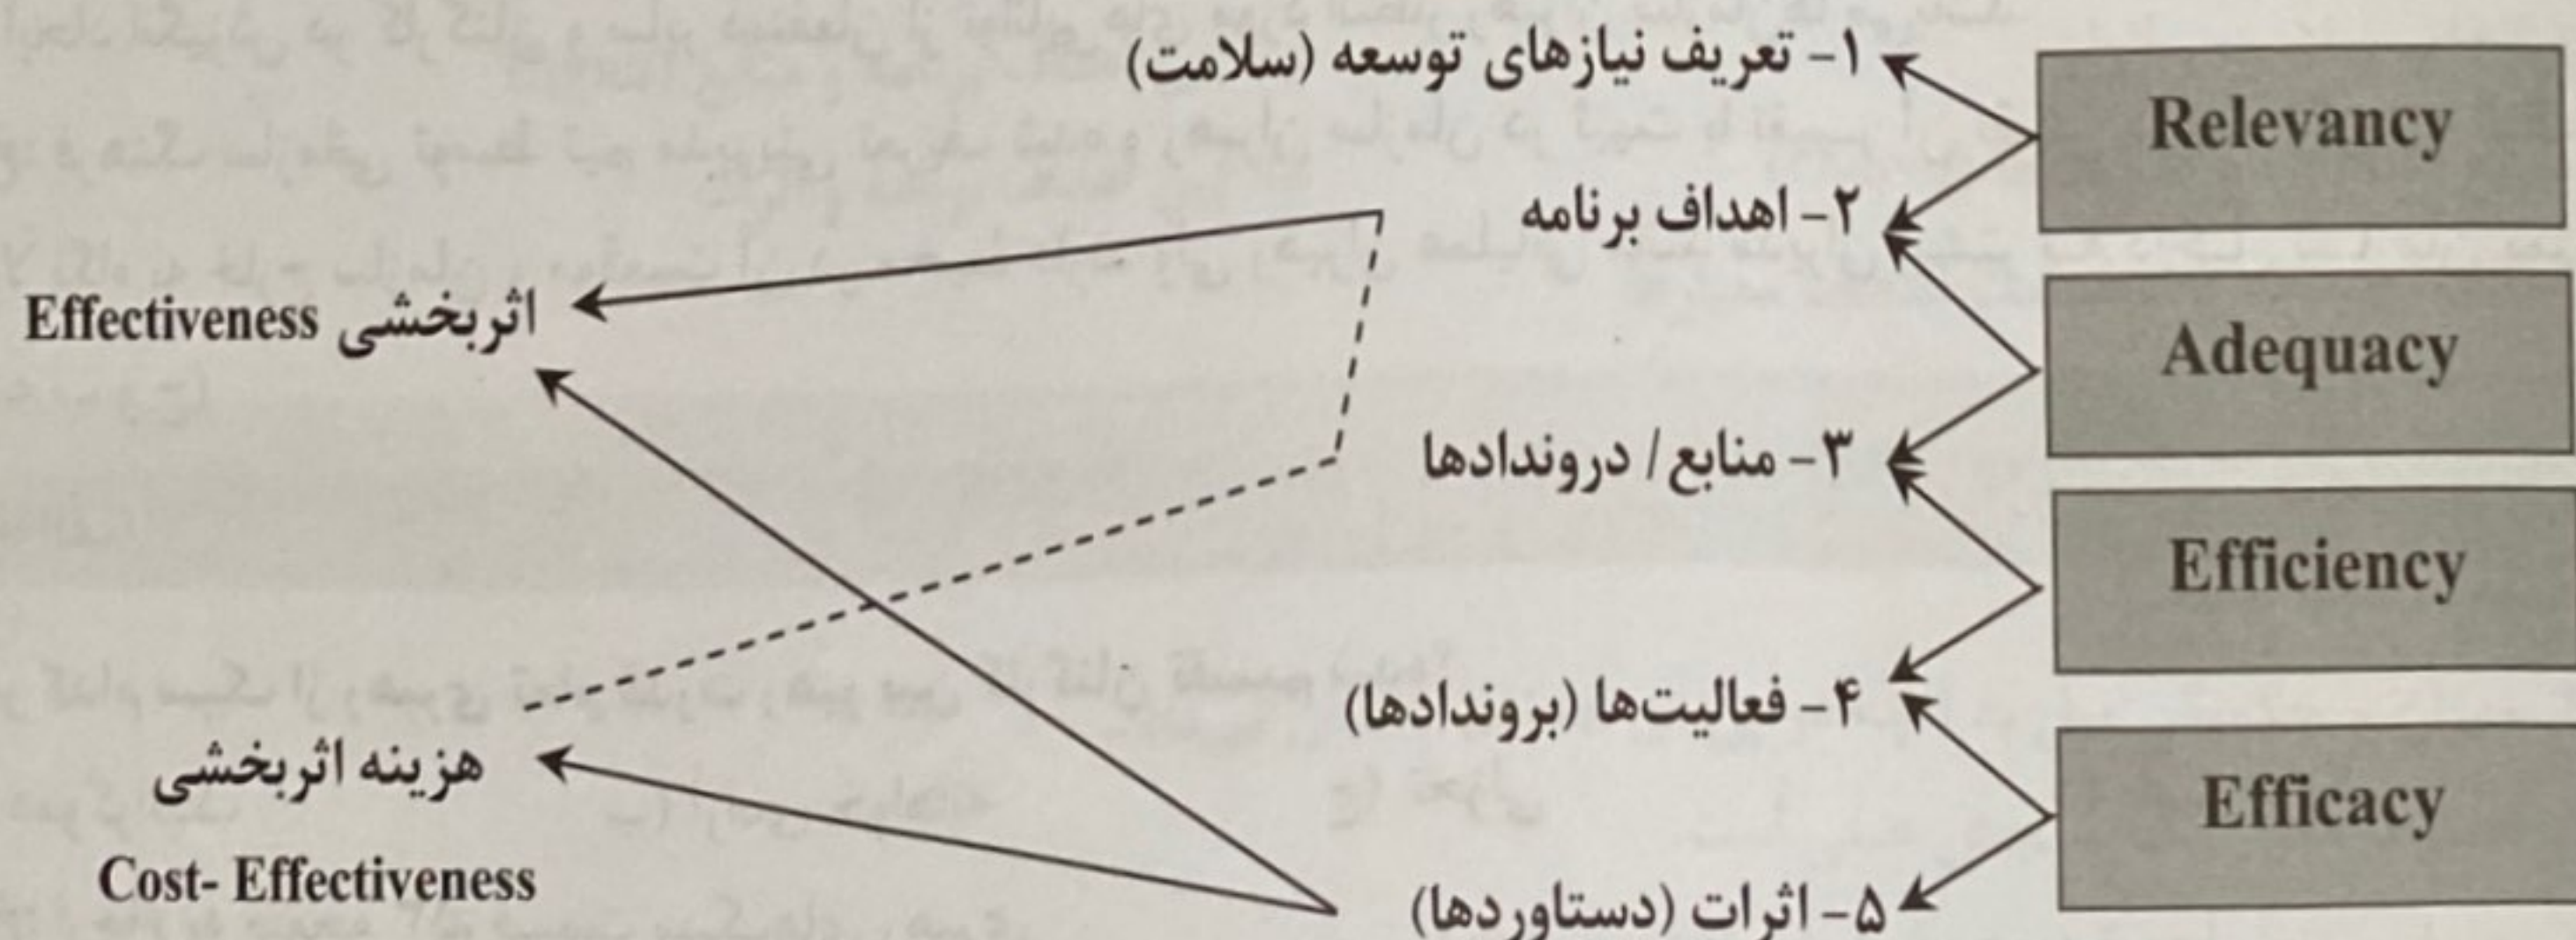 ۱- تعریف نیازهای توسعه (سلامت)
Relevancy
۲- اهداف برنامه
اثربخشی Effectiveness
Adequacy
۳- منابع / دروندادها
Efficiency
۴- فعالیت‌ها (بروندادها)
هزینه اثربخشی
Cost- Effectiveness
Efficacy
۵- اثرات (دستاوردها)